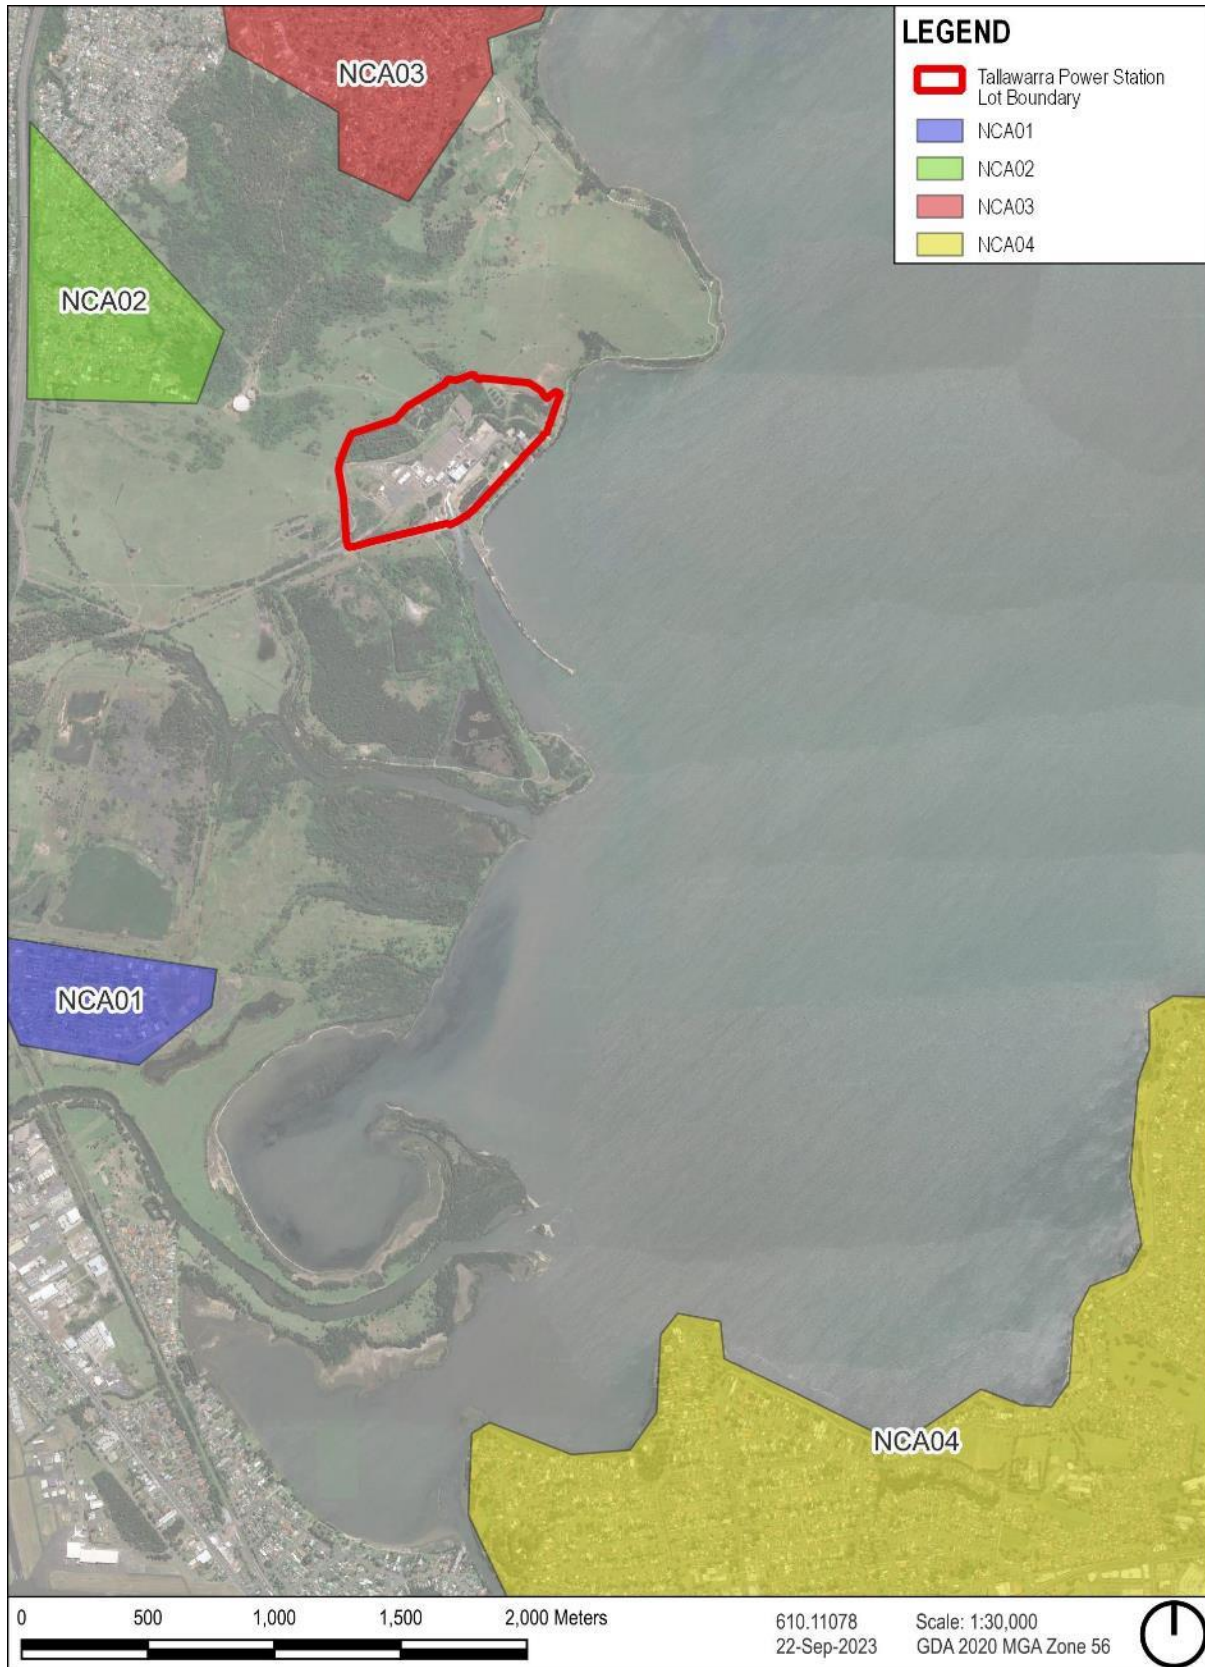 LEGEND
Tallawarra Power Station
Lot Boundary
NCA01
NCA02
NCA03
NCA04
NCA03
NCA02
NCA01
NCA04
0 500 1,000 1,500 2,000 Meters
610.11078 Scale: 1:30,000
22-Sep-2023 GDA 2020 MGA Zone 56